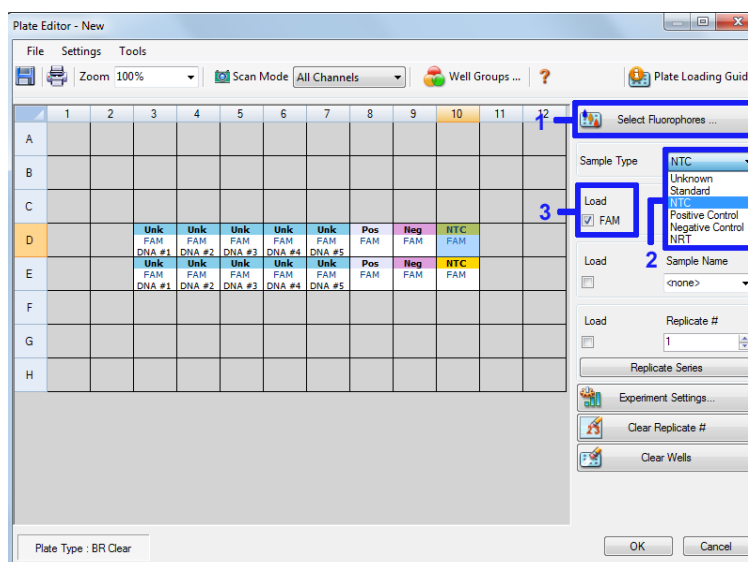 Plate Editor - New
File Settings Tools
Zoom 100% Scan Mode All Channels Well Groups ... ? Plate Loading Guid
1 2 3 4 5 6 7 8 9 10 11 12
A
B
C
D
E
F
G
H
Unk Unk Unk Unk Unk Pos Neg NTC
FAM FAM FAM FAM FAM FAM FAM FAM
DNA #1 DNA #2 DNA #3 DNA #4 DNA #5
Unk Unk Unk Unk Unk Pos Neg NTC
FAM FAM FAM FAM FAM FAM FAM FAM
DNA #1 DNA #2 DNA #3 DNA #4 DNA #5
1 Select Fluorophores ...
Sample Type NTC
Unknown
Standard
NTC
Positive Control
Negative Control
NRT
2
3 Load
FAM
Load Sample Name
<none>
Load Replicate #
1
Replicate Series
Experiment Settings...
Clear Replicate #
Clear Wells
Plate Type : BR Clear
OK Cancel